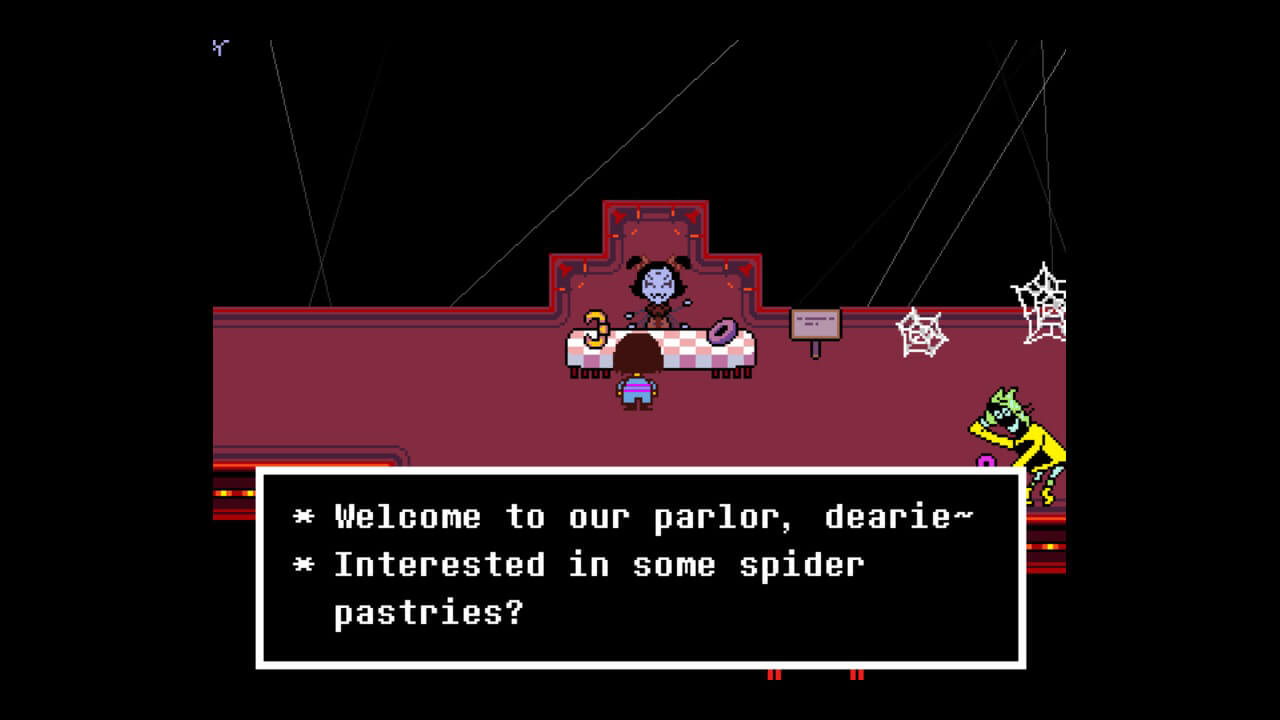 * Welcome to our parlor, dearie~
* Interested in some spider
pastries?